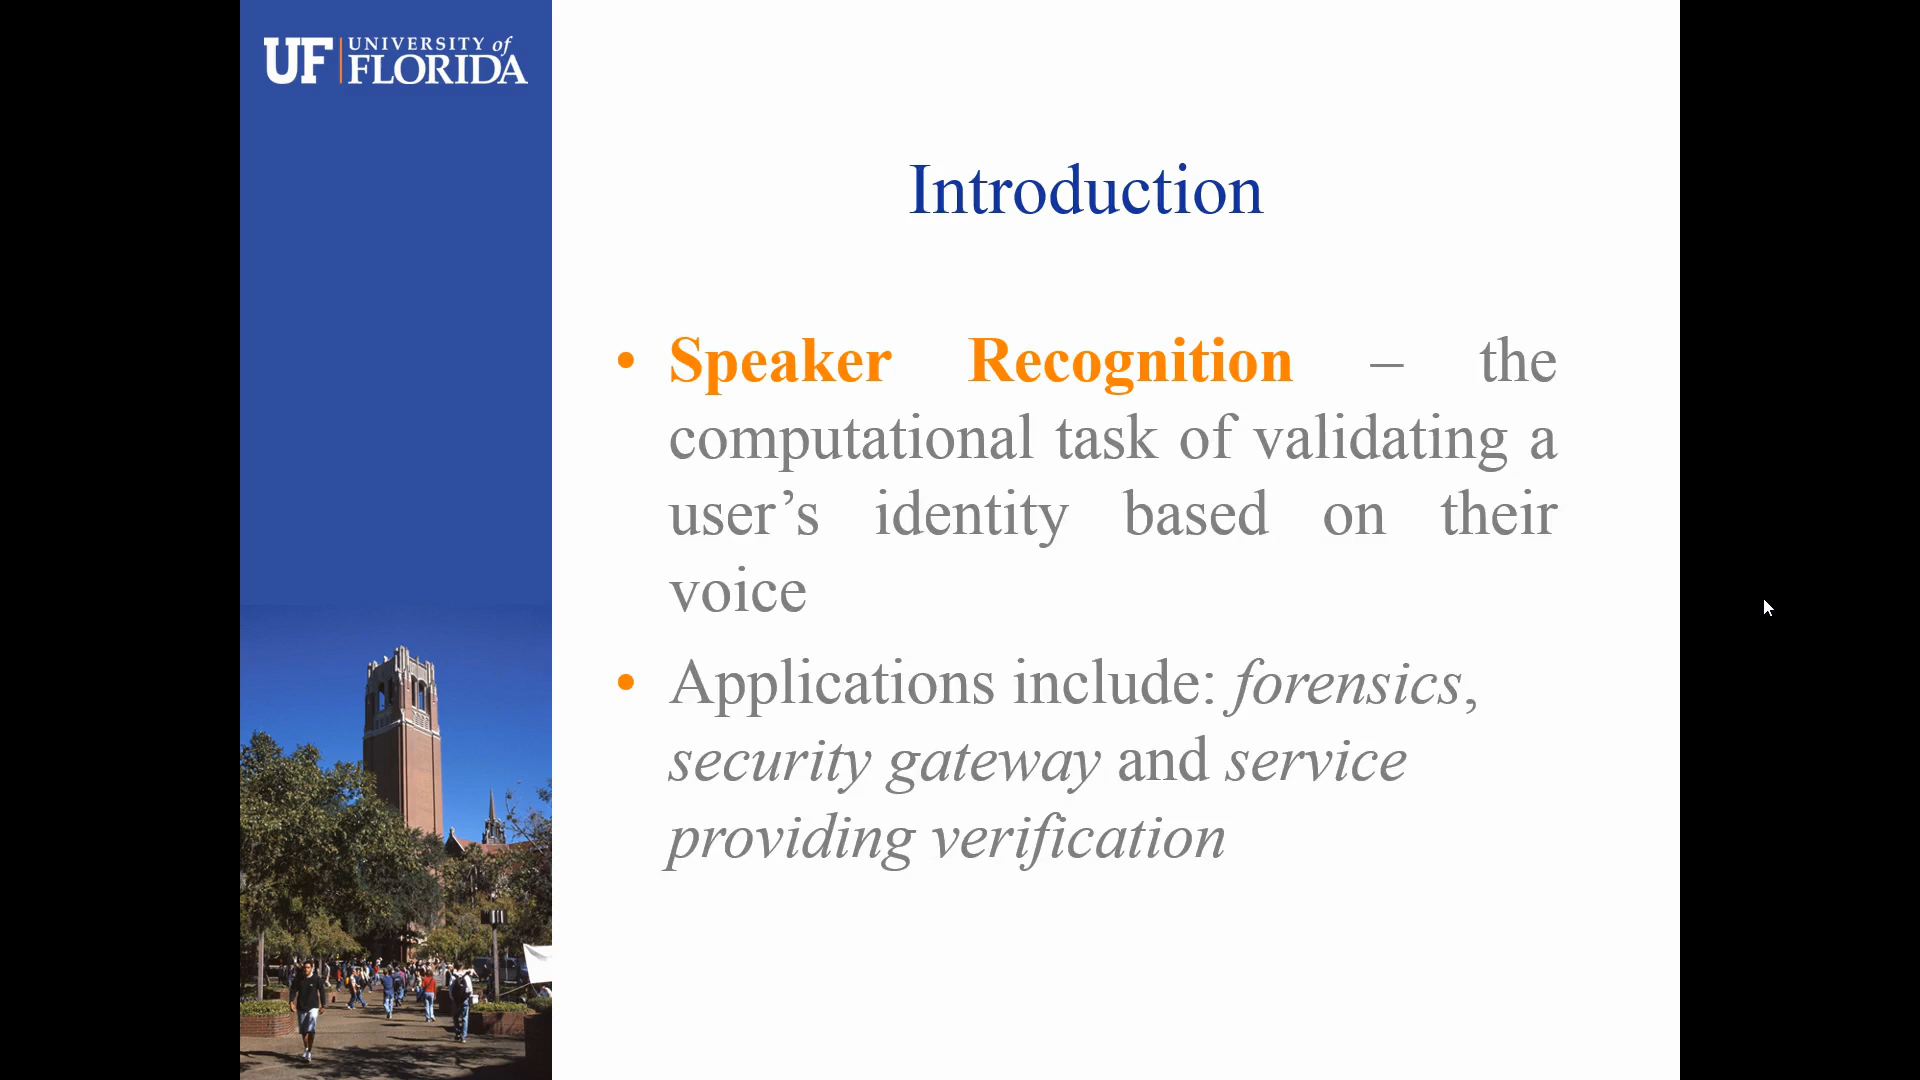 UF UNIVERSITY of
FLORIDA
Introduction
• Speaker Recognition – the
computational task of validating a
user’s identity based on their
voice
• Applications include: forensics,
security gateway and service
providing verification